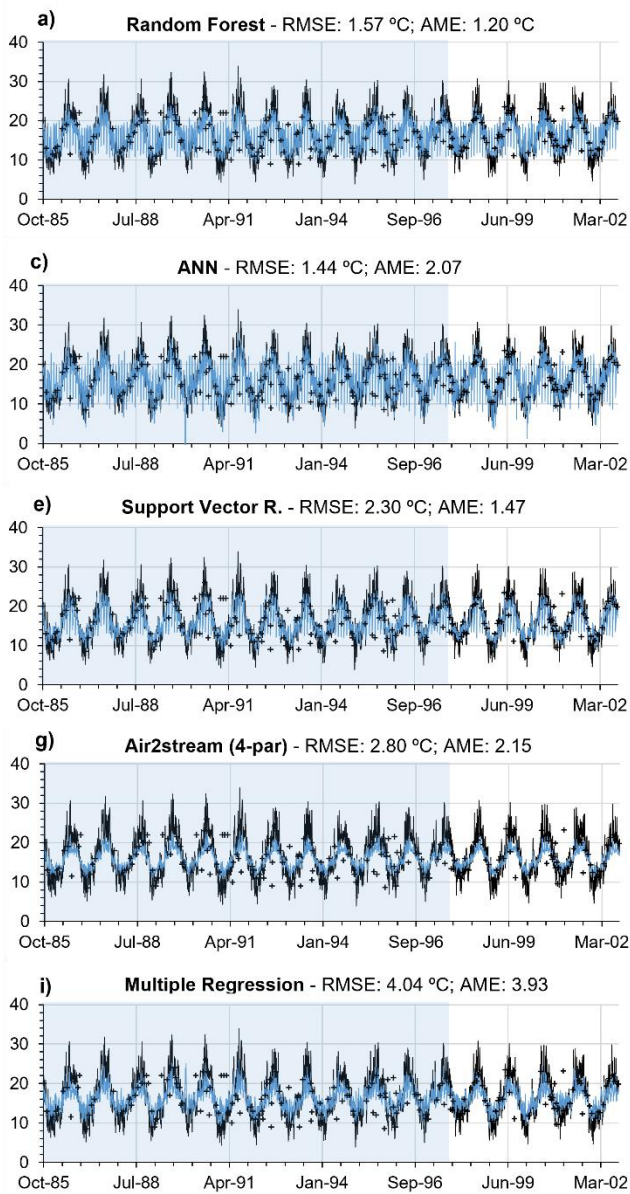 a)
Random Forest - RMSE: 1.57 ºC; AME: 1.20 ºC
40
30
20
10
0
Oct-85 Jul-88 Apr-91 Jan-94 Sep-96 Jun-99 Mar-02
c)
ANN - RMSE: 1.44 ºC; AME: 2.07
40
30
20
10
0
Oct-85 Jul-88 Apr-91 Jan-94 Sep-96 Jun-99 Mar-02
e)
Support Vector R. - RMSE: 2.30 ºC; AME: 1.47
40
30
20
10
0
Oct-85 Jul-88 Apr-91 Jan-94 Sep-96 Jun-99 Mar-02
g)
Air2stream (4-par) - RMSE: 2.80 ºC; AME: 2.15
40
30
20
10
0
Oct-85 Jul-88 Apr-91 Jan-94 Sep-96 Jun-99 Mar-02
i)
Multiple Regression - RMSE: 4.04 ºC; AME: 3.93
40
30
20
10
0
Oct-85 Jul-88 Apr-91 Jan-94 Sep-96 Jun-99 Mar-02